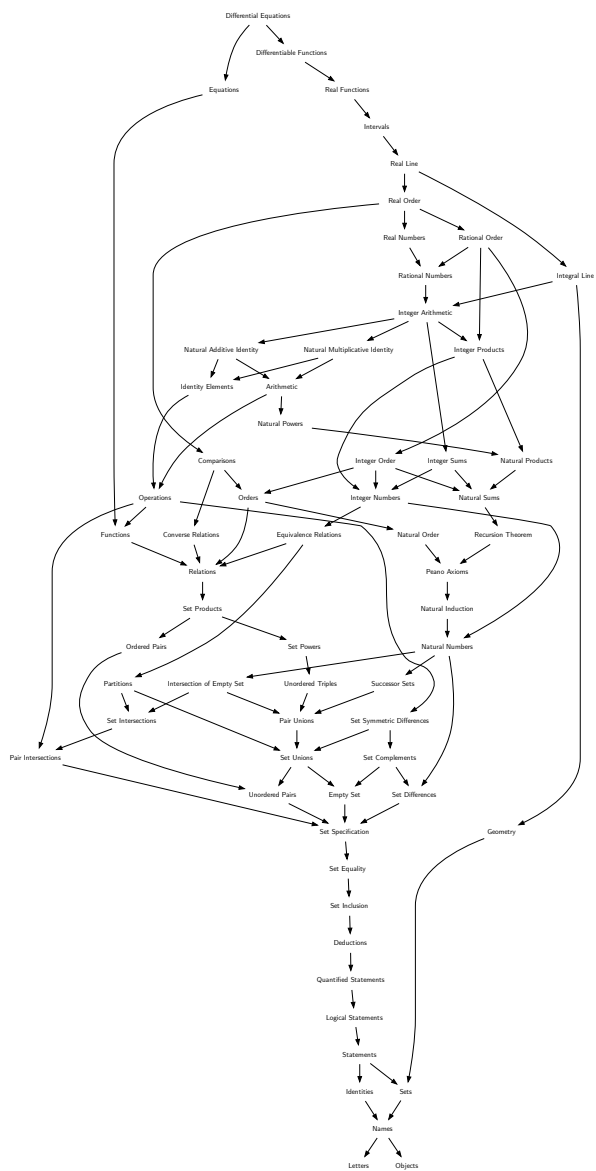 Differential Equations
Differentiable Functions
Equations
Real Functions
Intervals
Real Line
Real Order
Real Numbers
Rational Order
Rational Numbers
Integral Line
Integer Arithmetic
Natural Additive Identity
Natural Multiplicative Identity
Integer Products
Identity Elements
Arithmetic
Natural Powers
Comparisons
Integer Order
Integer Sums
Natural Products
Operations
Orders
Integer Numbers
Natural Sums
Functions
Converse Relations
Equivalence Relations
Natural Order
Recursion Theorem
Relations
Peano Axioms
Set Products
Natural Induction
Ordered Pairs
Set Powers
Natural Numbers
Partitions
Intersection of Empty Set
Unordered Triples
Successor Sets
Set Intersections
Pair Unions
Set Symmetric Differences
Pair Intersections
Set Unions
Set Complements
Unordered Pairs
Empty Set
Set Differences
Set Specification
Geometry
Set Equality
Set Inclusion
Deductions
Quantified Statements
Logical Statements
Statements
Identities
Sets
Names
Letters
Objects